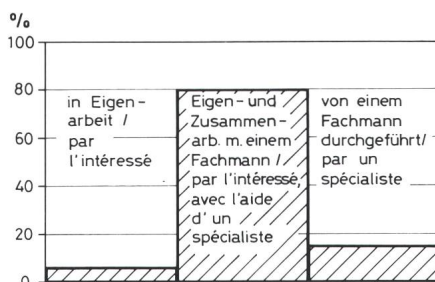 %
100
80
60
40
20
0
in Eigen-
arbeit /
par
l'intéressé
Eigen- und
Zusammen-
arb. m. einem
Fachmann /
par l'intéressé,
avec l'aide
d'un
spécialiste
von einem
Fachmann
durchgeführt/
par un
spécialiste